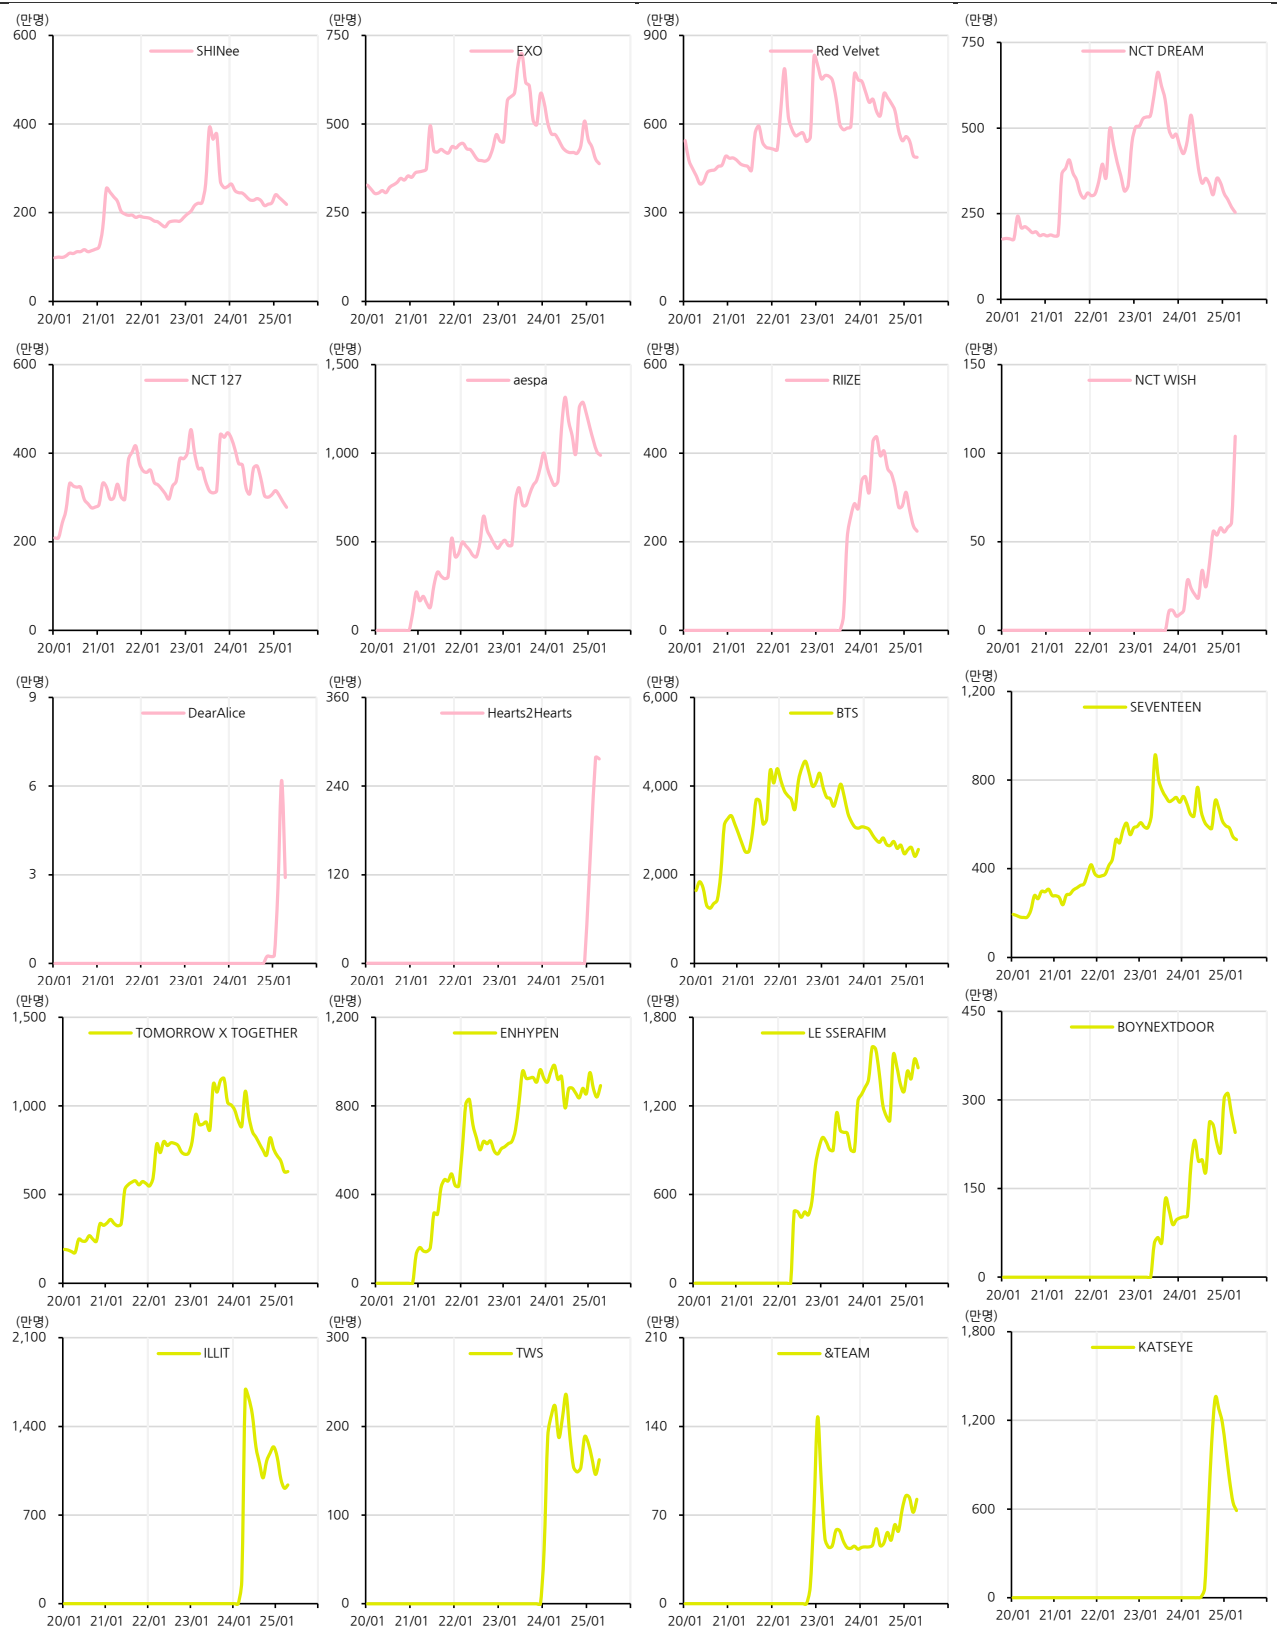 (만명) (만명) (만명) (만명)
600 SHINee 750 EXO 900 Red Velvet 750 NCT DREAM
400 500 600 500
200 250 300 250
0 0 0 0
20/01 21/01 22/01 23/01 24/01 25/01 20/01 21/01 22/01 23/01 24/01 25/01 20/01 21/01 22/01 23/01 24/01 25/01 20/01 21/01 22/01 23/01 24/01 25/01
(만명) (만명) (만명) (만명)
600 NCT 127 1,500 aespa 600 RIIZE 150 NCT WISH
400 1,000 400 100
200 500 200 50
0 0 0 0
20/01 21/01 22/01 23/01 24/01 25/01 20/01 21/01 22/01 23/01 24/01 25/01 20/01 21/01 22/01 23/01 24/01 25/01 20/01 21/01 22/01 23/01 24/01 25/01
(만명) (만명) (만명) (만명)
9 DearAlice 360 Hearts2Hearts 6,000 BTS 1,200 SEVENTEEN
6 240 4,000 800
3 120 2,000 400
0 0 0 0
20/01 21/01 22/01 23/01 24/01 25/01 20/01 21/01 22/01 23/01 24/01 25/01 20/01 21/01 22/01 23/01 24/01 25/01 20/01 21/01 22/01 23/01 24/01 25/01
(만명) (만명) (만명) (만명)
1,500 TOMORROW X TOGETHER 1,200 ENHYPEN 1,800 LE SSERAFIM 450 BOYNEXTDOOR
1,000 800 1,200 300
500 400 600 150
0 0 0 0
20/01 21/01 22/01 23/01 24/01 25/01 20/01 21/01 22/01 23/01 24/01 25/01 20/01 21/01 22/01 23/01 24/01 25/01 20/01 21/01 22/01 23/01 24/01 25/01
(만명) (만명) (만명) (만명)
2,100 ILLIT 300 TWS 210 &TEAM 1,800 KATSEYE
1,400 200 140 1,200
700 100 70 600
0 0 0 0
20/01 21/01 22/01 23/01 24/01 25/01 20/01 21/01 22/01 23/01 24/01 25/01 20/01 21/01 22/01 23/01 24/01 25/01 20/01 21/01 22/01 23/01 24/01 25/01